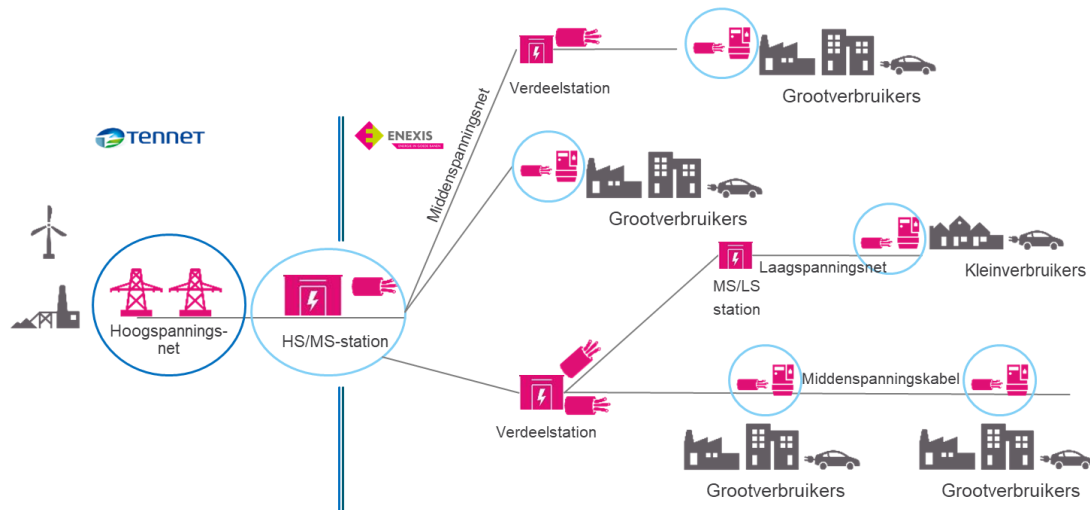 Verdeelstation
Grootverbruikers
TENNET
ENEXIS
Middenspanningsnet
Grootverbruikers
Laagspanningsnet
Kleinverbruikers
MS/LS
station
Hoogspannings-
net
HS/MS-station
Middenspanningskabel
Verdeelstation
Grootverbruikers
Grootverbruikers